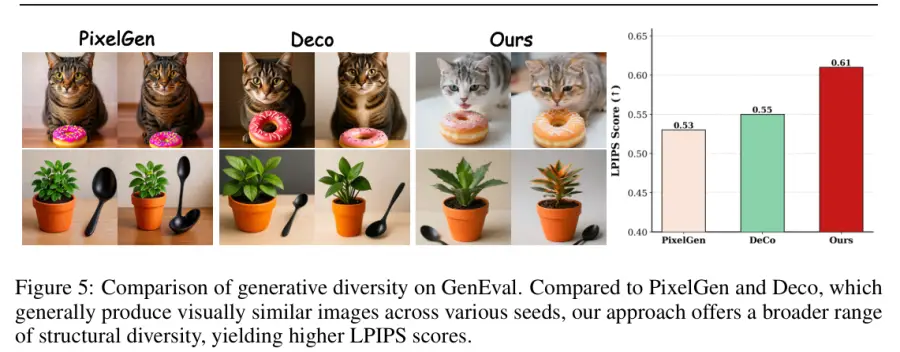 PixelGen
Deco
Ours
LPIPS Score (↑)
0.65
0.60
0.55
0.50
0.45
0.40
0.53
0.55
0.61
PixelGen
DeCo
Ours
Figure 5: Comparison of generative diversity on GenEval. Compared to PixelGen and Deco, which
generally produce visually similar images across various seeds, our approach offers a broader range
of structural diversity, yielding higher LPIPS scores.